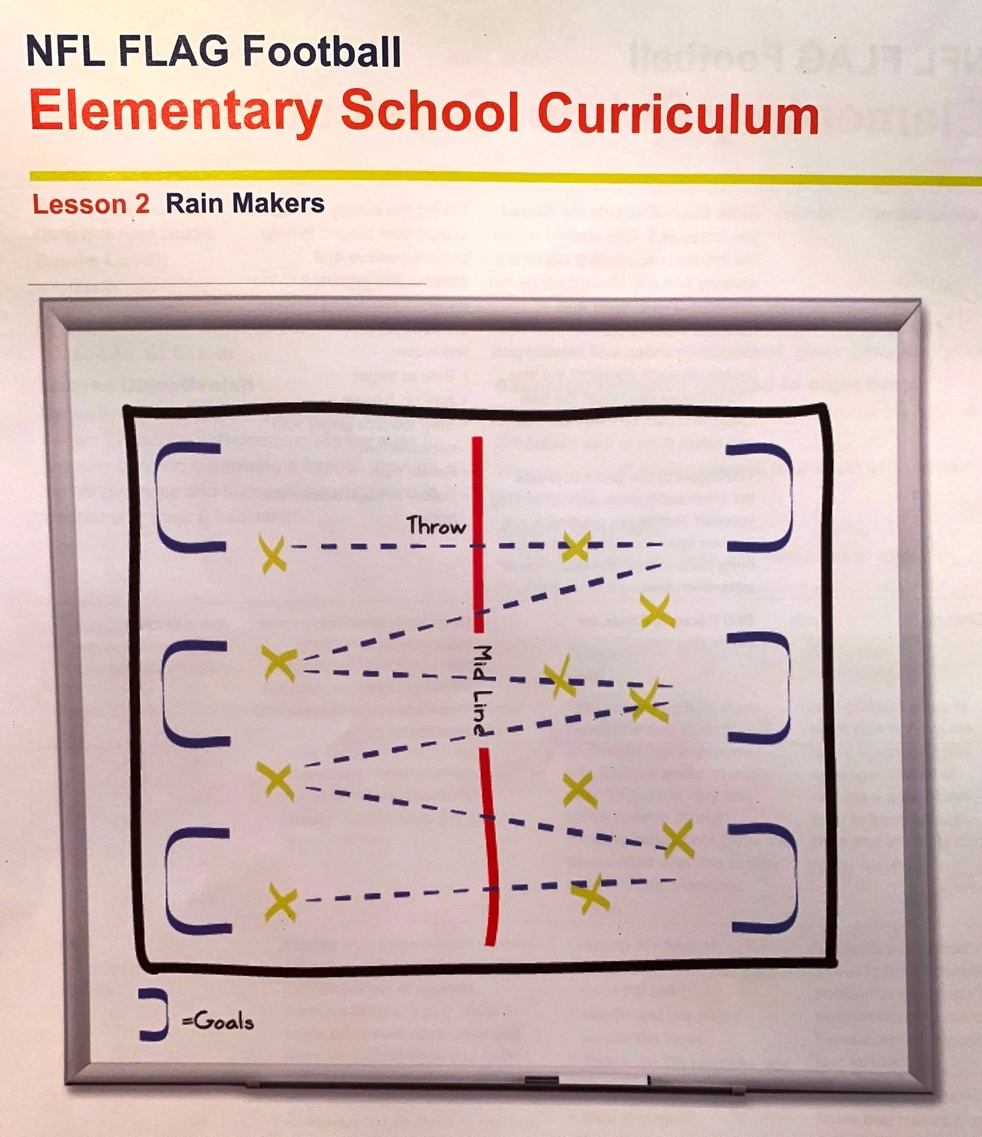 NFL FLAG Football
Elementary School Curriculum
Lesson 2 Rain Makers
Throw
Mid Line
=Goals